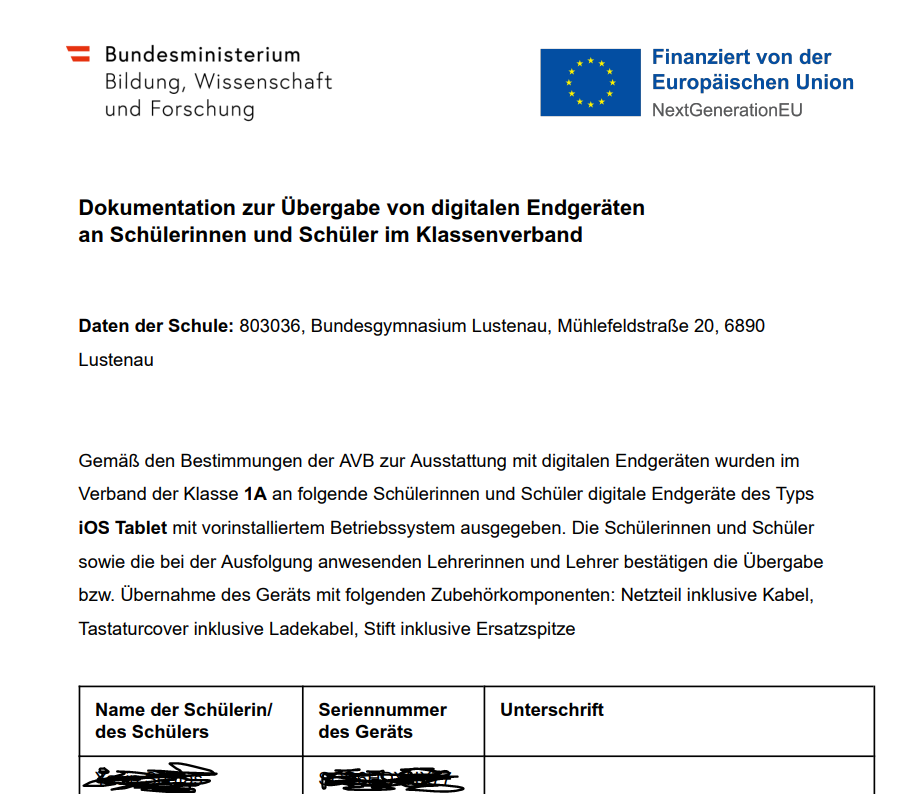 Bundesministerium
Bildung, Wissenschaft
und Forschung
Finanziert von der
Europäischen Union
NextGenerationEU
Dokumentation zur Übergabe von digitalen Endgeräten
an Schülerinnen und Schüler im Klassenverband
Daten der Schule: 803036, Bundesgymnasium Lustenau, Mühlefeldstraße 20, 6890
Lustenau
Gemäß den Bestimmungen der AVB zur Ausstattung mit digitalen Endgeräten wurden im
Verband der Klasse 1A an folgende Schülerinnen und Schüler digitale Endgeräte des Typs
iOS Tablet mit vorinstalliertem Betriebssystem ausgegeben. Die Schülerinnen und Schüler
sowie die bei der Ausfolgung anwesenden Lehrerinnen und Lehrer bestätigen die Übergabe
bzw. Übernahme des Geräts mit folgenden Zubehörkomponenten: Netzteil inklusive Kabel,
Tastaturcover inklusive Ladekabel, Stift inklusive Ersatzspitze
Name der Schülerin/
des Schülers
Seriennummer
des Geräts
Unterschrift